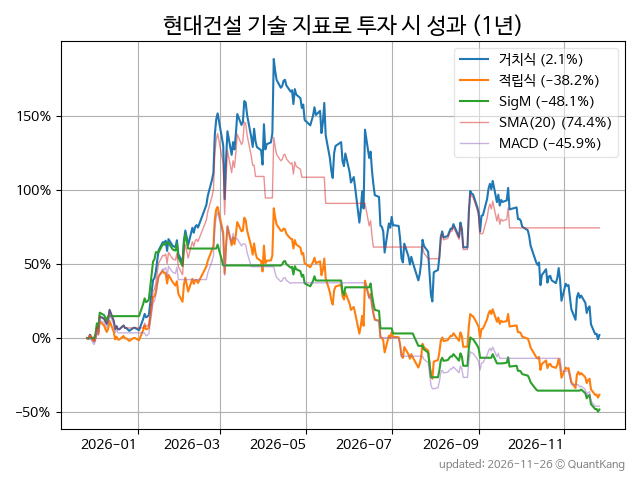 현대건설 기술 지표로 투자 시 성과 (1년)
거치식 (2.1%)
적립식 (−38.2%)
SigM (−48.1%)
SMA(20) (74.4%)
MACD (−45.9%)
150%
100%
50%
0%
−50%
2026-01 2026-03 2026-05 2026-07 2026-09 2026-11
updated: 2026-11-26 © QuantKang